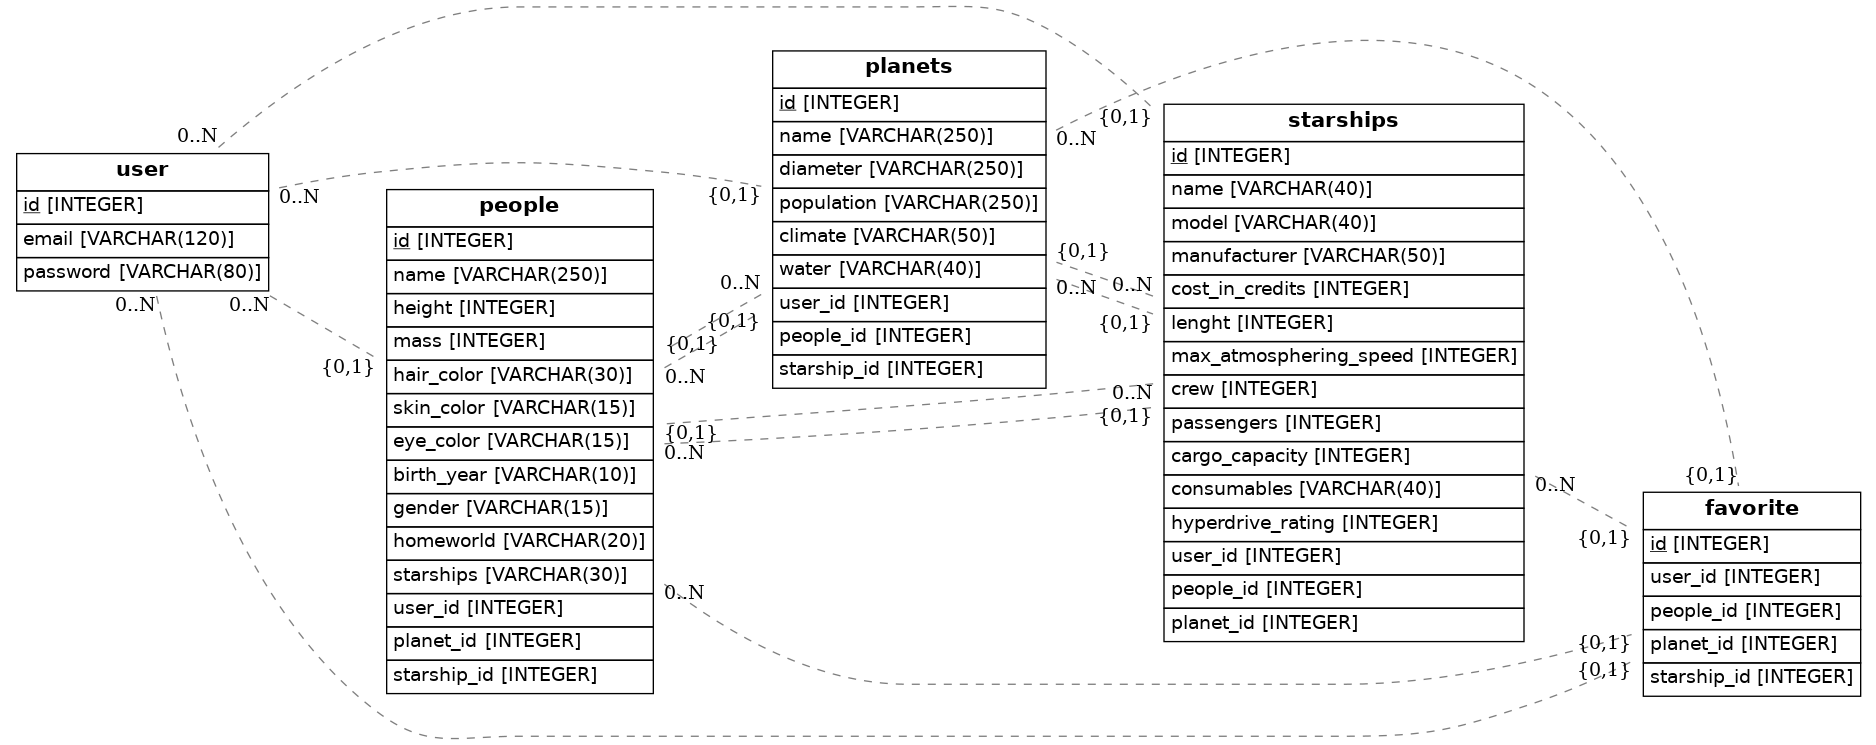 user
id [INTEGER]
email [VARCHAR(120)]
password [VARCHAR(80)]
people
id [INTEGER]
name [VARCHAR(250)]
height [INTEGER]
mass [INTEGER]
hair_color [VARCHAR(30)]
skin_color [VARCHAR(15)]
eye_color [VARCHAR(15)]
birth_year [VARCHAR(10)]
gender [VARCHAR(15)]
homeworld [VARCHAR(20)]
starships [VARCHAR(30)]
user_id [INTEGER]
planet_id [INTEGER]
starship_id [INTEGER]
planets
id [INTEGER]
name [VARCHAR(250)]
diameter [VARCHAR(250)]
population [VARCHAR(250)]
climate [VARCHAR(50)]
water [VARCHAR(40)]
user_id [INTEGER]
people_id [INTEGER]
starship_id [INTEGER]
starships
id [INTEGER]
name [VARCHAR(40)]
model [VARCHAR(40)]
manufacturer [VARCHAR(50)]
cost_in_credits [INTEGER]
lenght [INTEGER]
max_atmosphering_speed [INTEGER]
crew [INTEGER]
passengers [INTEGER]
cargo_capacity [INTEGER]
consumables [VARCHAR(40)]
hyperdrive_rating [INTEGER]
user_id [INTEGER]
people_id [INTEGER]
planet_id [INTEGER]
favorite
id [INTEGER]
user_id [INTEGER]
people_id [INTEGER]
planet_id [INTEGER]
starship_id [INTEGER]
0..N
{0,1}
0..N
{0,1}
0..N
{0,1}
0..N
{0,1}
0..N
{0,1}
0..N
{0,1}
0..N
{0,1}
0..N
{0,1}
0..N
{0,1}
0..N
{0,1}
0..N
{0,1}
0..N
{0,1}
0..N
{0,1}